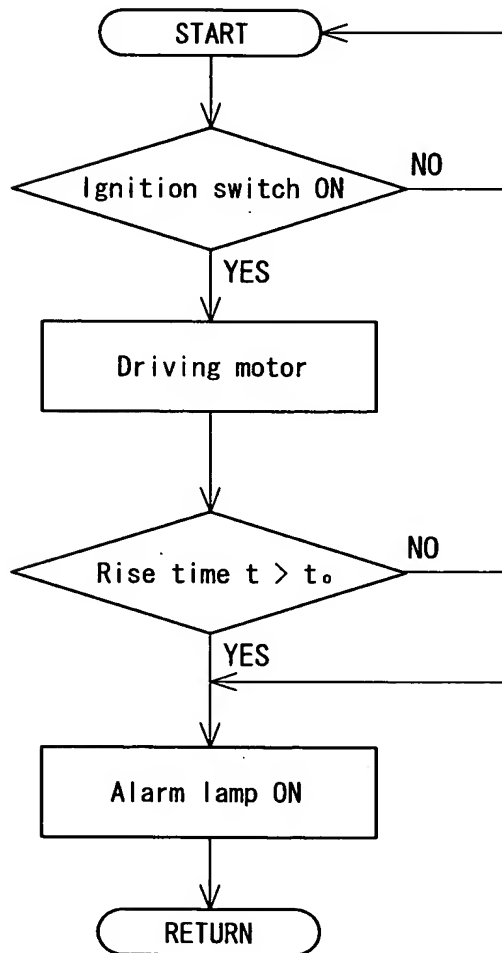 START
Ignition switch ON
NO
YES
Driving motor
Rise time t > t₀
NO
YES
Alarm lamp ON
RETURN